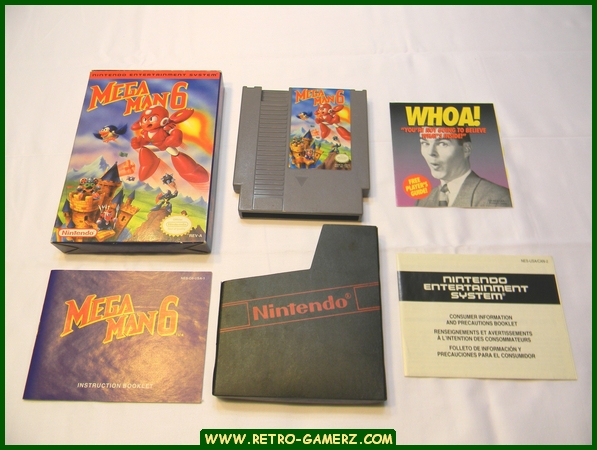 NINTENDO ENTERTAINMENT SYSTEM®
MEGA
MAN 6
Nintendo
REV-A
MEGA
MAN 6
WHOA!
"YOU'RE NOT GOING TO BELIEVE
WHAT'S INSIDE!"
FREE
PLAYER'S
GUIDE!
MEGA
MAN 6
INSTRUCTION BOOKLET
Nintendo®
NINTENDO
ENTERTAINMENT
SYSTEM®
CONSUMER INFORMATION
AND PRECAUTIONS BOOKLET
RENSEIGNEMENTS ET AVERTISSEMENTS
A L'INTENTION DES CONSOMMATEURS
FOLLETO DE INFORMACIÓN Y
PRECAUCIONES PARA EL CONSUMIDOR
WWW.RETRO-GAMERZ.COM